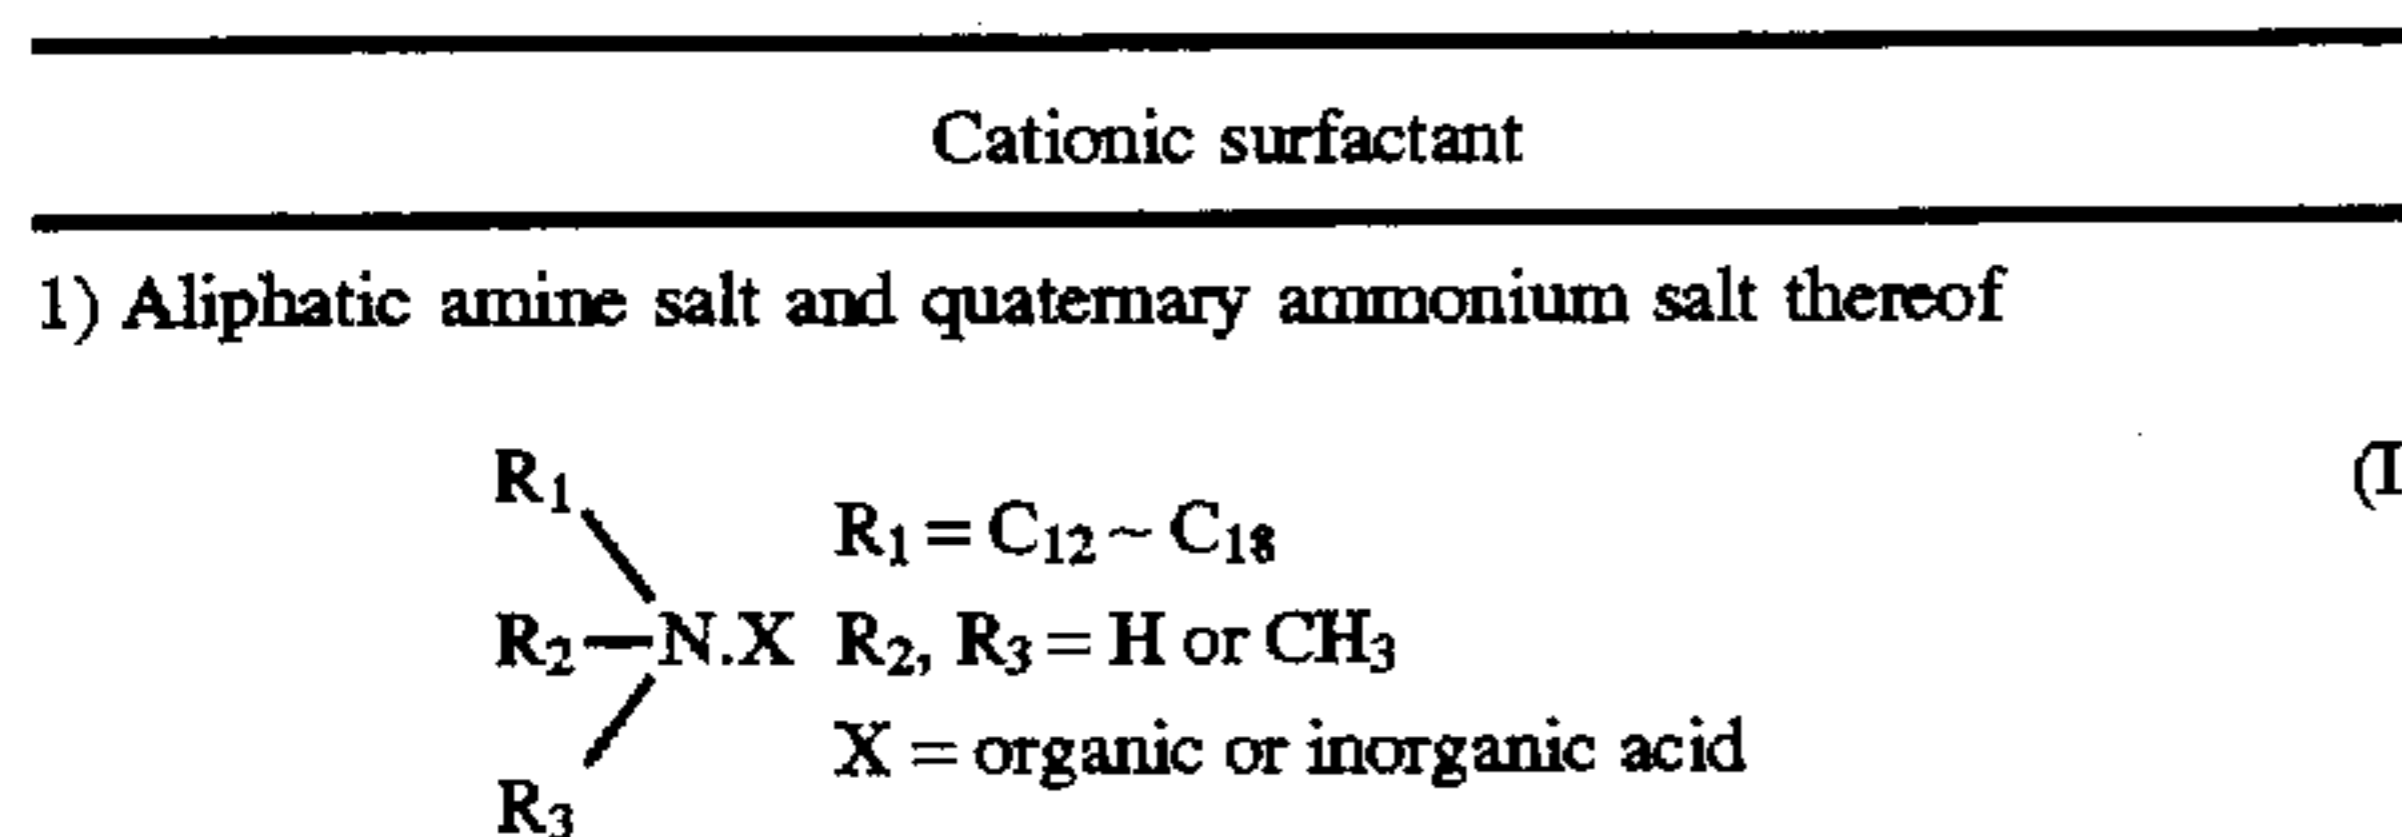 Cationic surfactant
1) Aliphatic amine salt and quaternary ammonium salt thereof
(I
R₁
R₁ = C₁₂ ~ C₁₈
R₂—N.X R₂, R₃ = H or CH₃
X = organic or inorganic acid
R₃